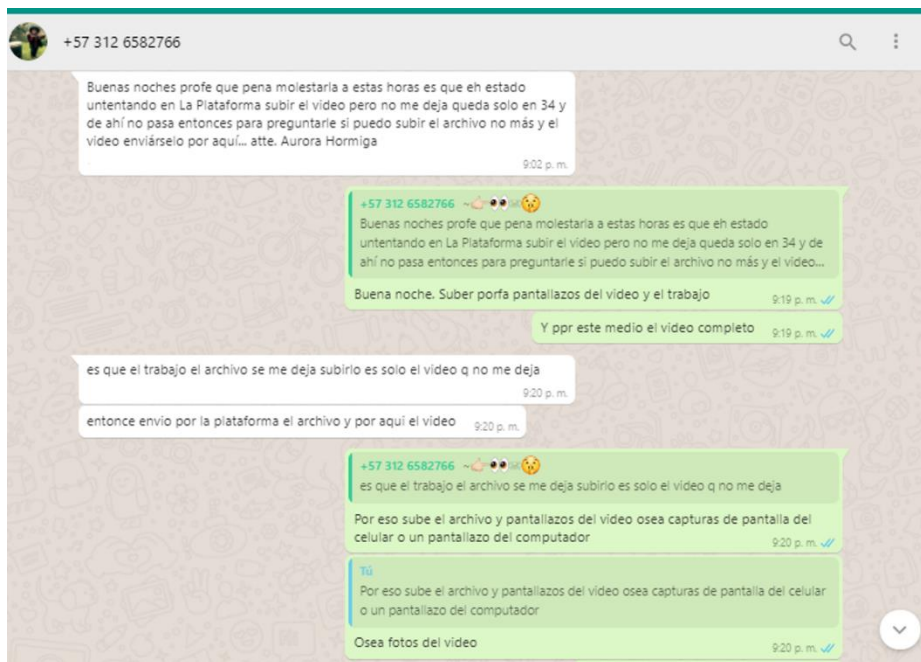 +57 312 6582766
Buenas noches profe que pena molestarla a estas horas es que eh estado
untentando en La Plataforma subir el video pero no me deja queda solo en 34 y
de ahí no pasa entonces para preguntarle si puedo subir el archivo no más y el
video enviárselo por aquí... atte. Aurora Hormiga
9:02 p. m.
+57 312 6582766 ~👉🏻👀✉🤫
Buenas noches profe que pena molestarla a estas horas es que eh estado
untentando en La Plataforma subir el video pero no me deja queda solo en 34 y de
ahí no pasa entonces para preguntarle si puedo subir el archivo no más y el video...
Buena noche. Suber porfa pantallazos del video y el trabajo
9:19 p. m.
Y ppr este medio el video completo 9:19 p. m.
es que el trabajo el archivo se me deja subirlo es solo el video q no me deja
9:20 p. m.
entonce envio por la plataforma el archivo y por aquí el video 9:20 p. m.
+57 312 6582766 ~👉🏻👀✉🤫
es que el trabajo el archivo se me deja subirlo es solo el video q no me deja
Por eso sube el archivo y pantallazos del video osea capturas de pantalla del
celular o un pantallazo del computador
9:20 p. m.
Tú
Por eso sube el archivo y pantallazos del video osea capturas de pantalla del celular
o un pantallazo del computador
Osea fotos del video
9:20 p. m.